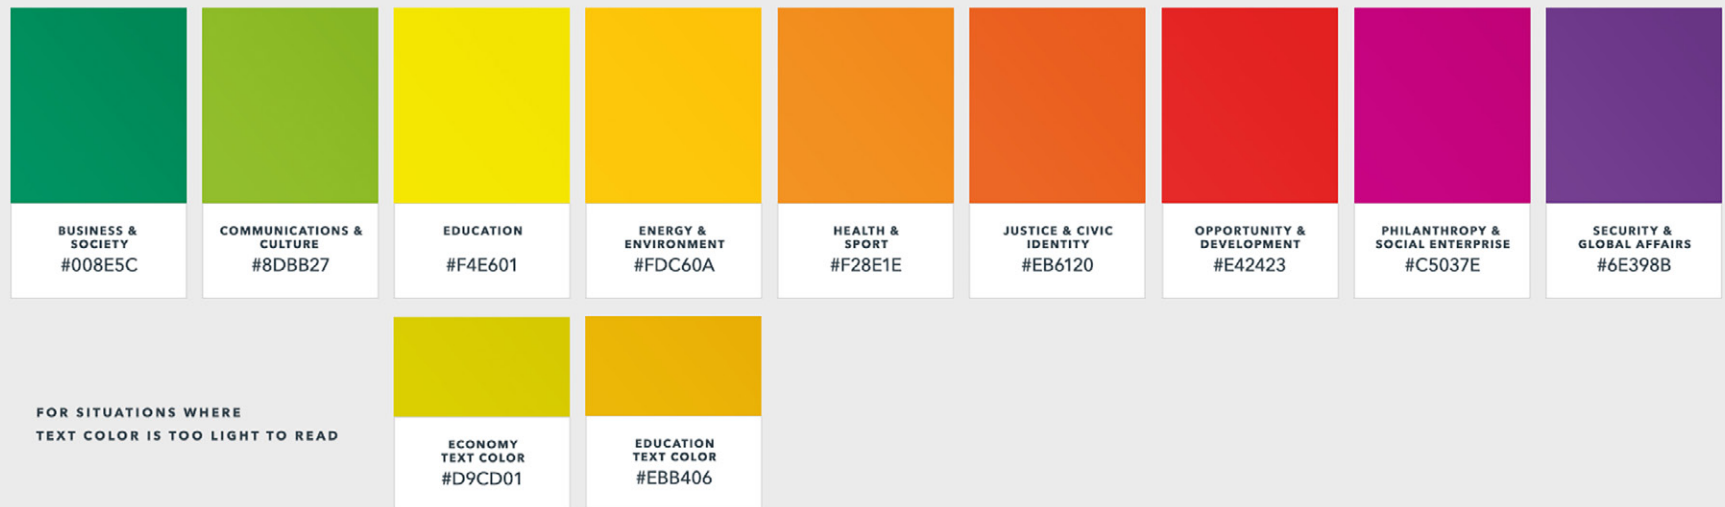 BUSINESS &
SOCIETY
#008E5C
COMMUNICATIONS &
CULTURE
#8DBB27
EDUCATION
#F4E601
ENERGY &
ENVIRONMENT
#FDC60A
HEALTH &
SPORT
#F28E1E
JUSTICE & CIVIC
IDENTITY
#EB6120
OPPORTUNITY &
DEVELOPMENT
#E42423
PHILANTHROPY &
SOCIAL ENTERPRISE
#C5037E
SECURITY &
GLOBAL AFFAIRS
#6E398B
FOR SITUATIONS WHERE
TEXT COLOR IS TOO LIGHT TO READ
ECONOMY
TEXT COLOR
#D9CD01
EDUCATION
TEXT COLOR
#EBB406